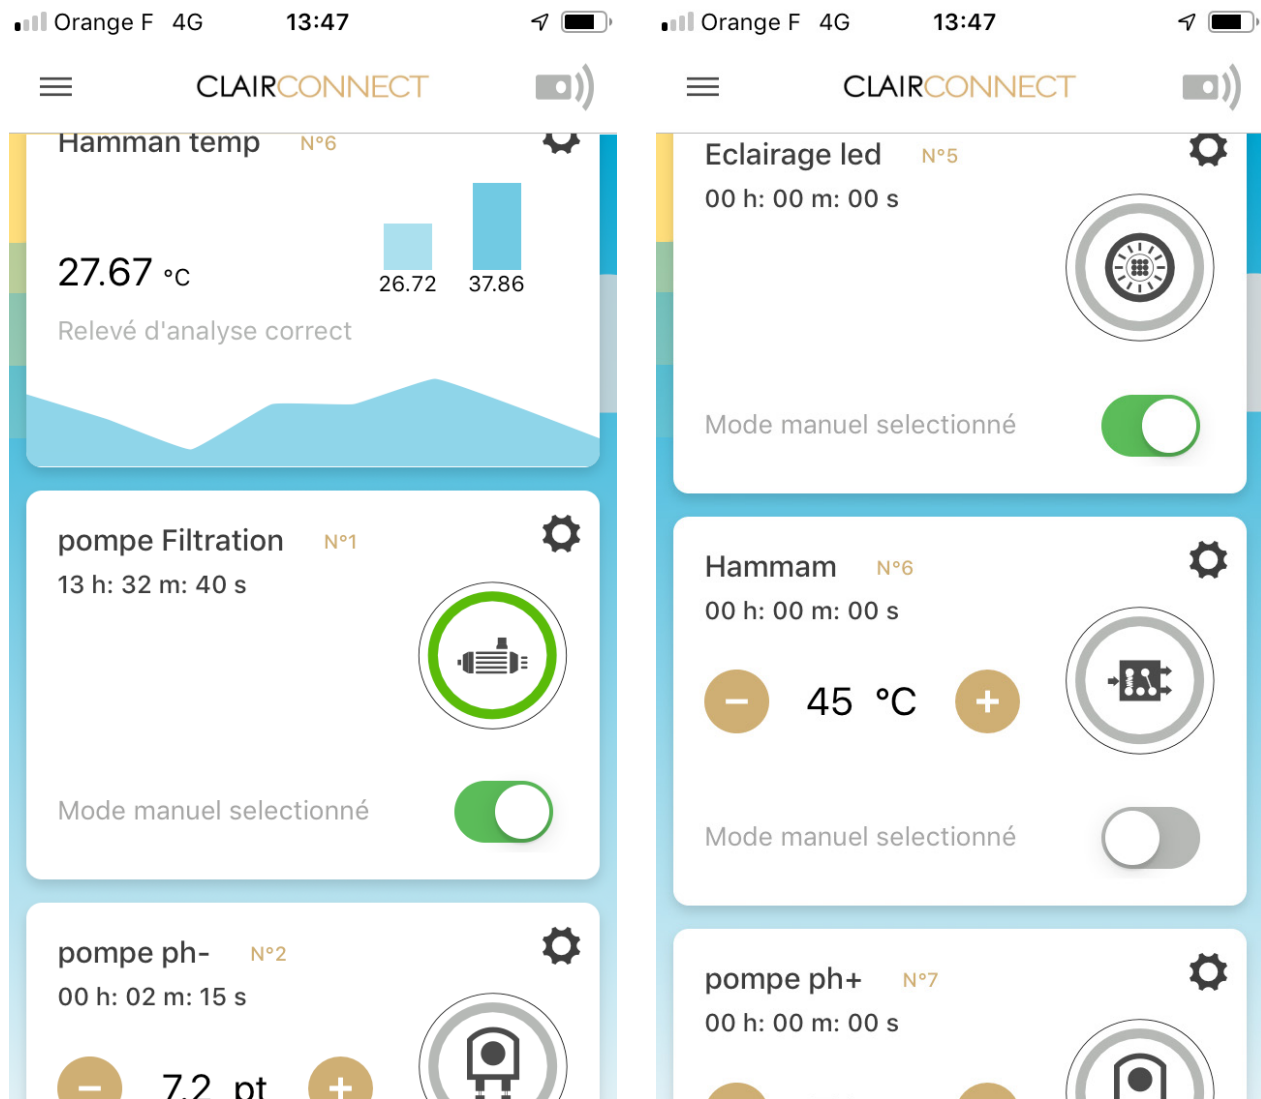 Orange F 4G 13:47
CLAIRCONNECT
Hamman temp N°6
27.67 °C
26.72 37.86
Relevé d'analyse correct
pompe Filtration N°1
13 h: 32 m: 40 s
Mode manuel selectionné
pompe ph- N°2
00 h: 02 m: 15 s
- 7.2 pt +
Orange F 4G 13:47
CLAIRCONNECT
Eclairage led N°5
00 h: 00 m: 00 s
Mode manuel selectionné
Hammam N°6
00 h: 00 m: 00 s
- 45 °C +
Mode manuel selectionné
pompe ph+ N°7
00 h: 00 m: 00 s